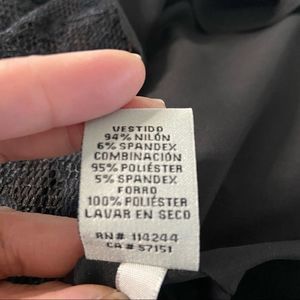 VESTIDO
94% NILÓN
6% SPANDEX
COMBINACIÓN
95% POLIÉSTER
5% SPANDEX
FORRO
100% POLIÉSTER
LAVAR EN SECO
RN# 114244
CA# 57151